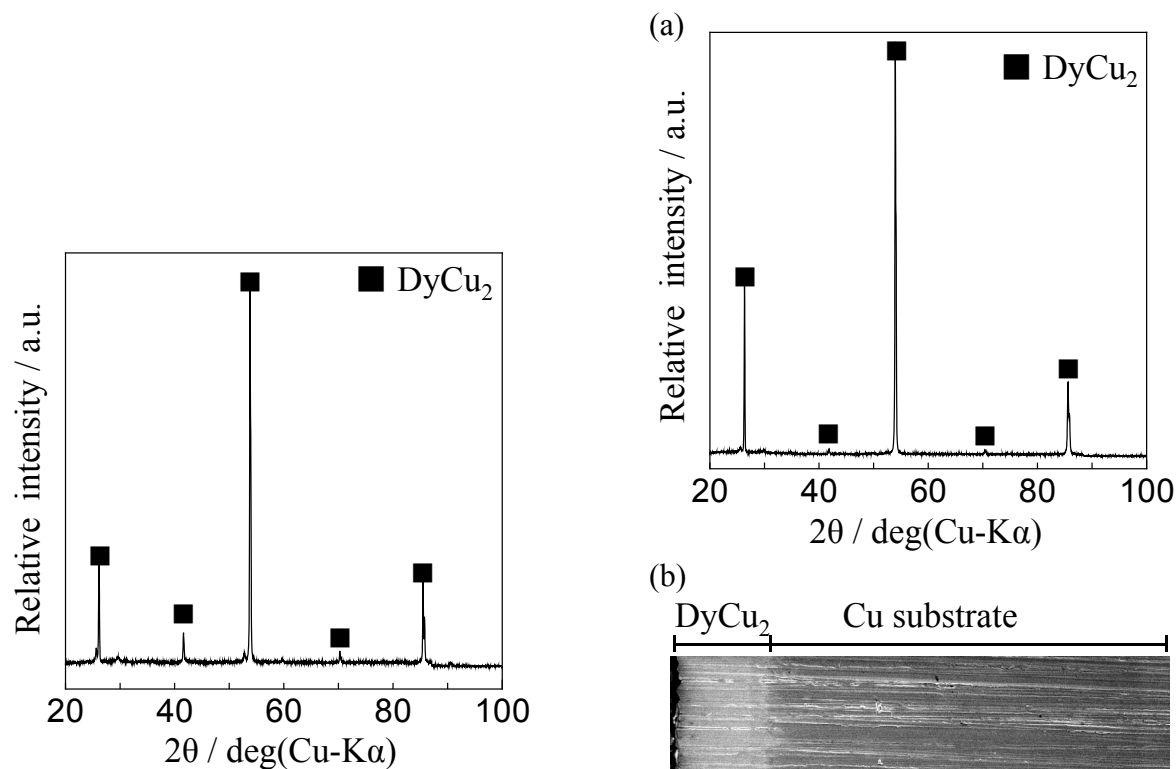 Relative intensity / a.u.
■ DyCu₂
20 40 60 80 100
2θ / deg(Cu-Kα)
(a)
Relative intensity / a.u.
■ DyCu₂
20 40 60 80 100
2θ / deg(Cu-Kα)
(b)
DyCu₂ Cu substrate